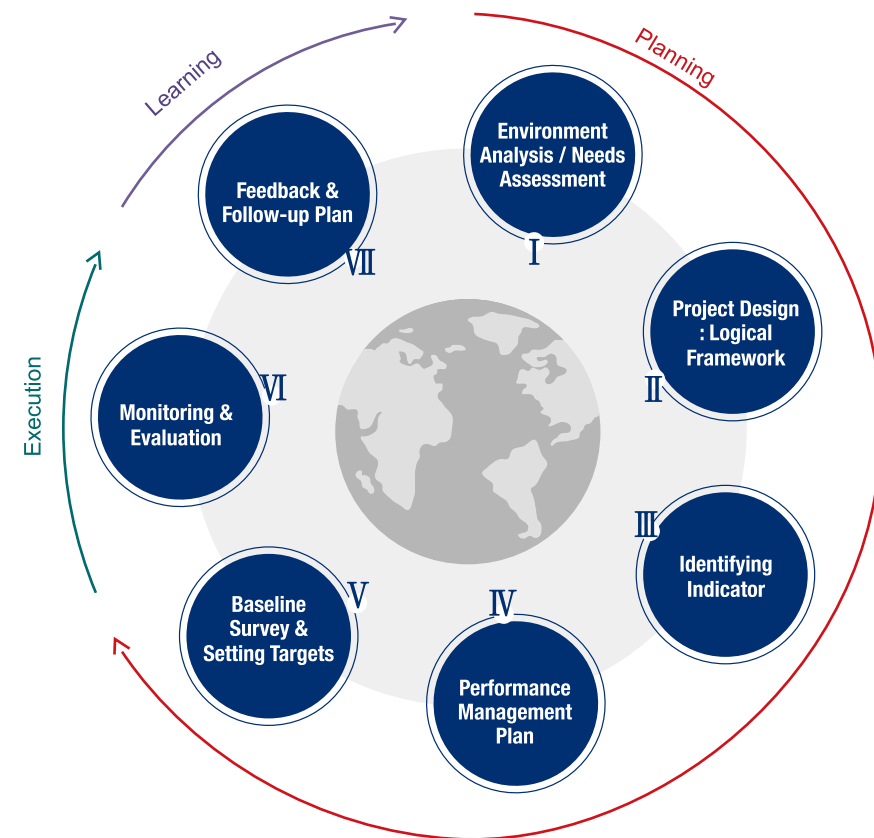 Planning
Environment
Analysis / Needs
Assessment
Ⅰ
Project Design
: Logical
Framework
Ⅱ
Identifying
Indicator
Ⅲ
Performance
Management
Plan
Ⅳ
Baseline
Survey &
Setting Targets
Ⅴ
Execution
Monitoring &
Evaluation
Ⅵ
Learning
Feedback &
Follow-up Plan
Ⅶ